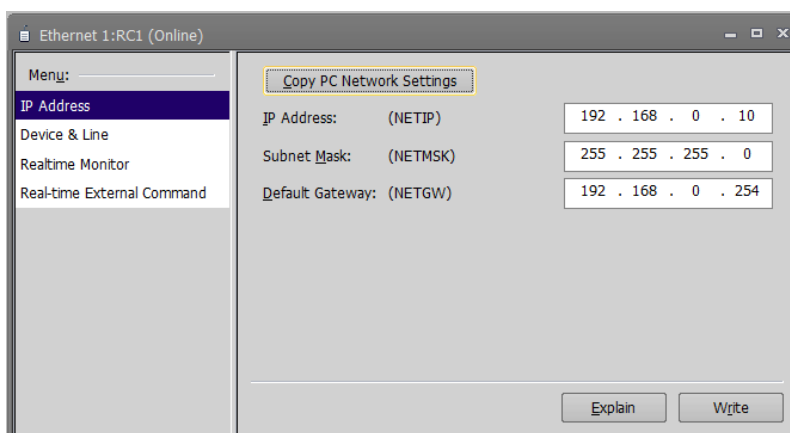 Ethernet 1:RC1 (Online)
Menu:
IP Address
Device & Line
Realtime Monitor
Real-time External Command
Copy PC Network Settings
IP Address: (NETIP) 192 . 168 . 0 . 10
Subnet Mask: (NETMSK) 255 . 255 . 255 . 0
Default Gateway: (NETGW) 192 . 168 . 0 . 254
Explain Write